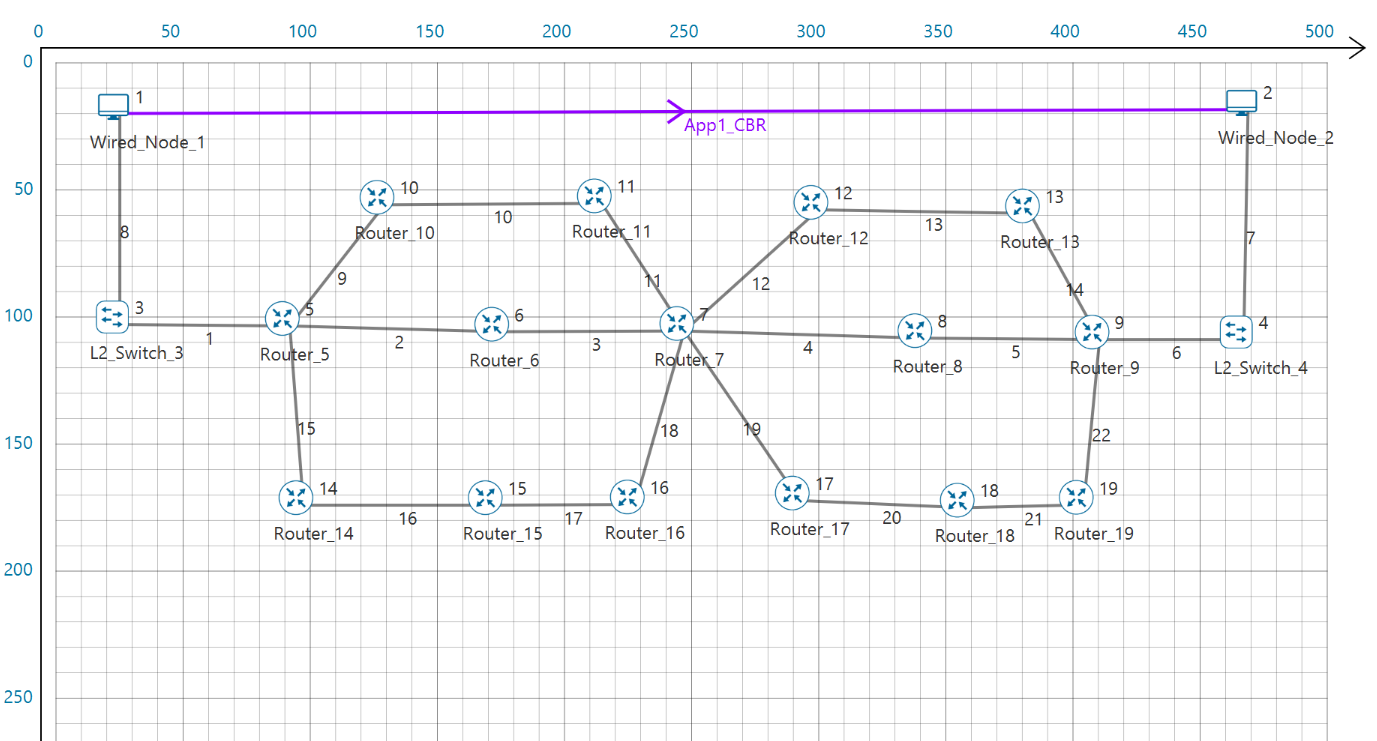 0 50 100 150 200 250 300 350 400 450 500
0
1
2
App1_CBR
Wired_Node_1
Wired_Node_2
50
10
11
12
13
10
13
Router_10
Router_11
Router_12
Router_13
8
7
9
11
12
14
100
3
5
6
7
8
9
4
1
2
3
4
5
6
L2_Switch_3
Router_5
Router_6
Router_7
Router_8
Router_9
L2_Switch_4
150
15
18
19
22
14
15
16
17
18
19
16
17
20
21
Router_14
Router_15
Router_16
Router_17
Router_18
Router_19
200
250